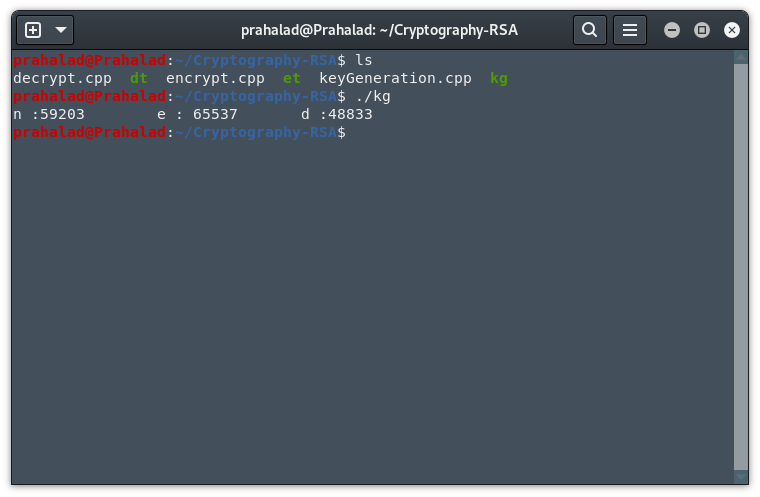 prahalad@Prahalad: ~/Cryptography-RSA
prahalad@Prahalad:~/Cryptography-RSA$ ls
decrypt.cpp  dt  encrypt.cpp  et  keyGeneration.cpp  kg
prahalad@Prahalad:~/Cryptography-RSA$ ./kg
n :59203        e : 65537       d :48833
prahalad@Prahalad:~/Cryptography-RSA$